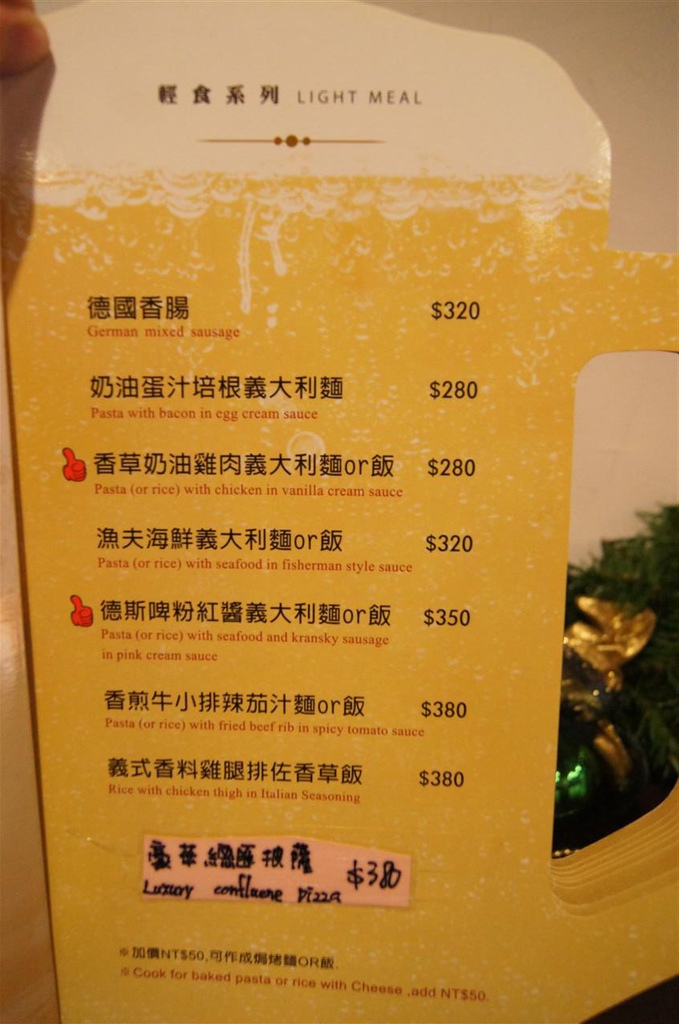 輕食系列 LIGHT MEAL
德國香腸 $320
German mixed sausage
奶油蛋汁培根義大利麵 $280
Pasta with bacon in egg cream sauce
香草奶油雞肉義大利麵or飯 $280
Pasta (or rice) with chicken in vanilla cream sauce
漁夫海鮮義大利麵or飯 $320
Pasta (or rice) with seafood in fisherman style sauce
德斯啤粉紅醬義大利麵or飯 $350
Pasta (or rice) with seafood and kransky sausage
in pink cream sauce
香煎牛小排辣茄汁麵or飯 $380
Pasta (or rice) with fried beef rib in spicy tomato sauce
義式香料雞腿排佐香草飯 $380
Rice with chicken thigh in Italian Seasoning
豪華總匯披薩 $380
Luxury confluene pizza
※加價NT$50,可作成焗烤麵OR飯.
※Cook for baked pasta or rice with Cheese ,add NT$50.